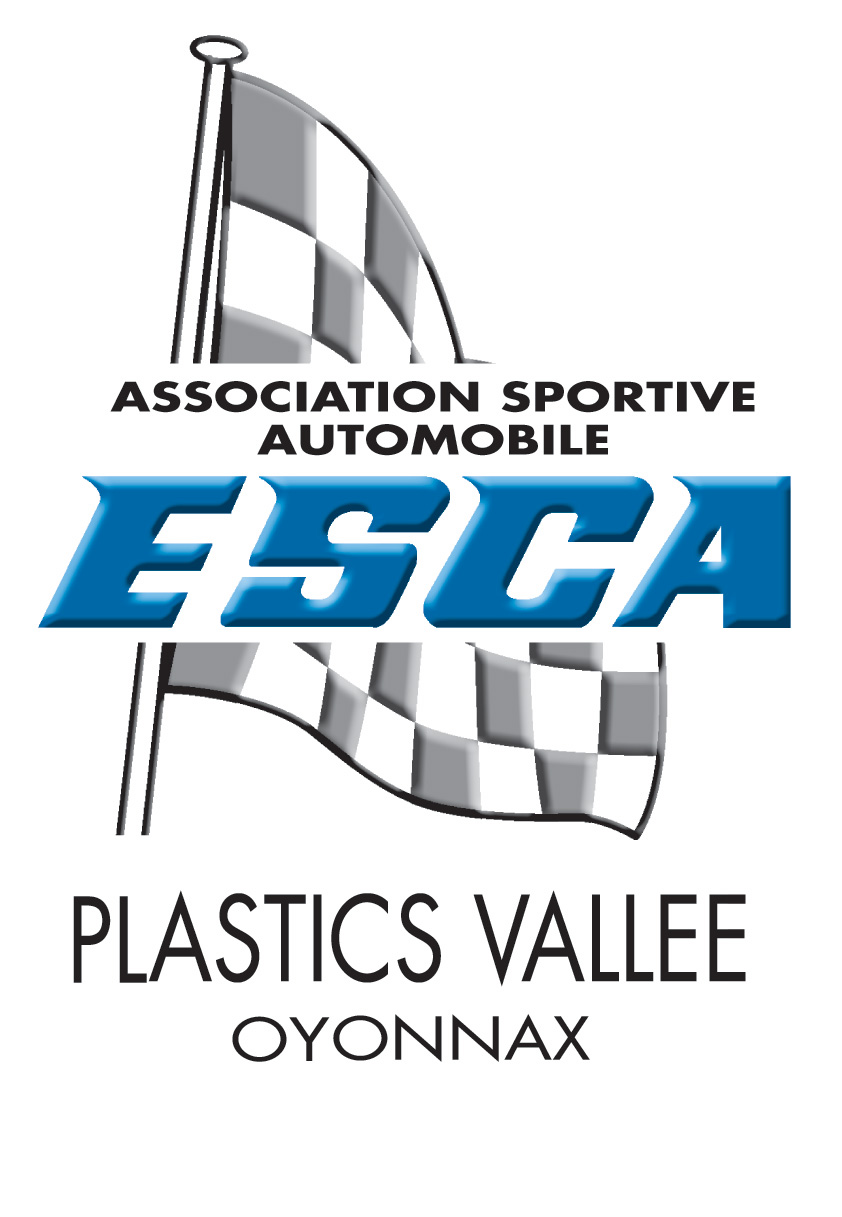 ASSOCIATION SPORTIVE
AUTOMOBILE
ESCA
PLASTICS VALLEE
OYONNAX